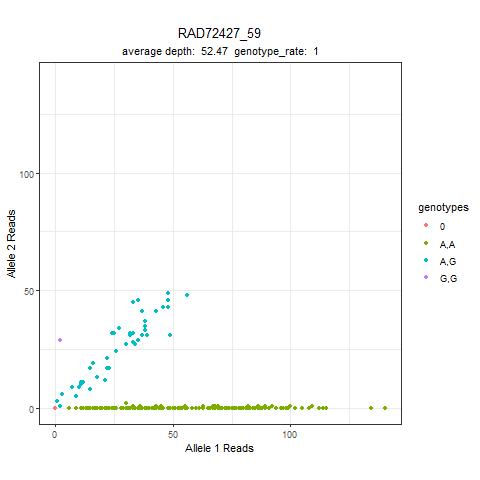 RAD72427_59
average depth:  52.47  genotype_rate:  1
Allele 2 Reads
100
50
0
0
50
100
Allele 1 Reads
genotypes
0
A,A
A,G
G,G